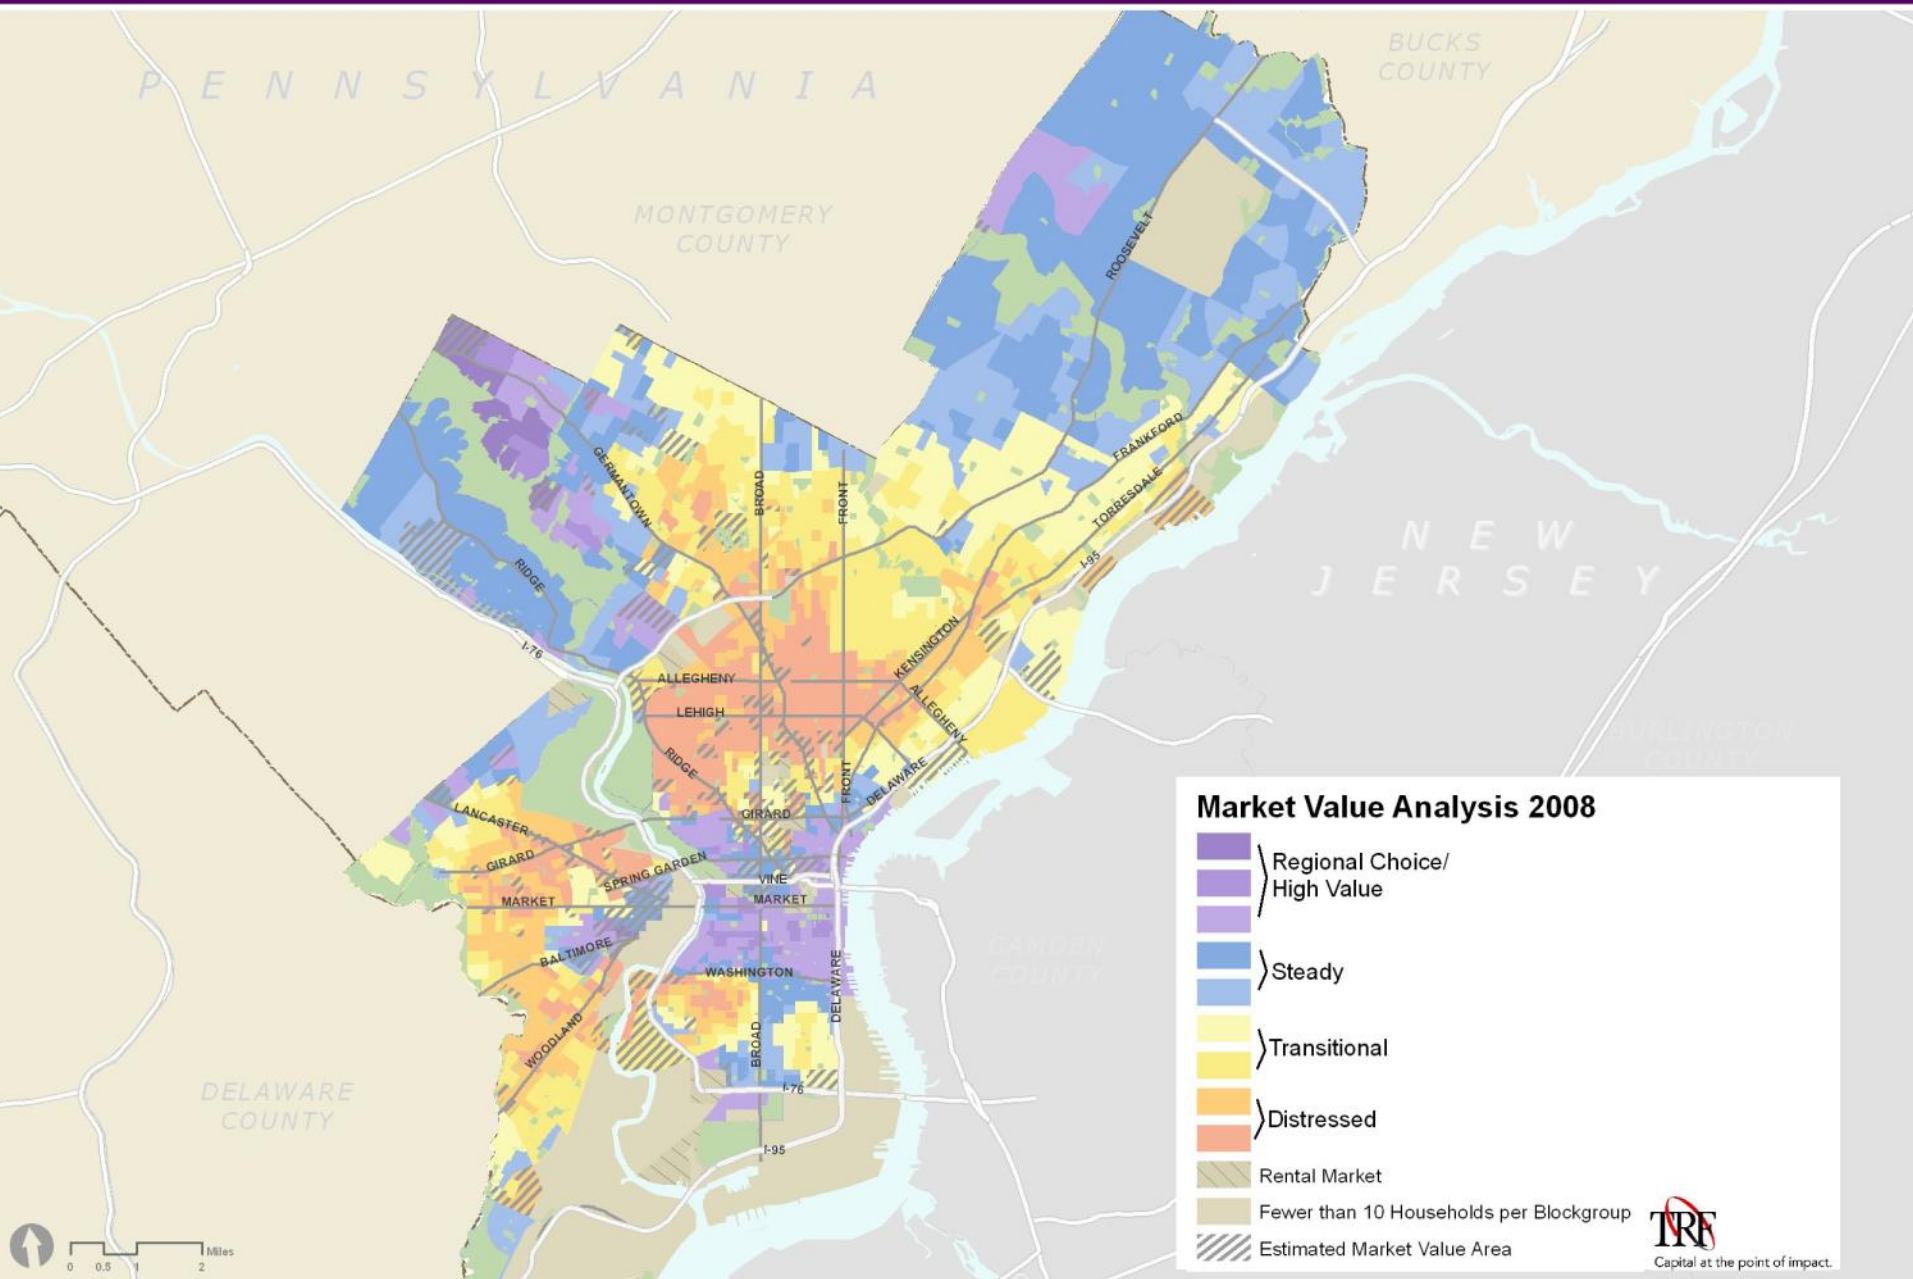 PENNSYLVANIA
BUCKS
COUNTY
MONTGOMERY
COUNTY
ROOSEVELT
FRANKFORD
GERMANTOWN
BROAD
FRONT
TORRESDALE
NEW
JERSEY
I-95
RIDGE
I-76
KENSINGTON
ALLEGHENY
ALLEGHENY
LEHIGH
BURLINGTON
COUNTY
RIDGE
FRONT
DELAWARE
LANCASTER
GIRARD
GIRARD
SPRING GARDEN
VINE
MARKET
MARKET
BALTIMORE
CAMDEN
COUNTY
WASHINGTON
DELAWARE
WOODLAND
BROAD
I-76
DELAWARE
COUNTY
I-95
Market Value Analysis 2008
Regional Choice/
High Value
Steady
Transitional
Distressed
Rental Market
Fewer than 10 Households per Blockgroup
Estimated Market Value Area
TRF
Capital at the point of impact.
Miles
0 0.5 1 2